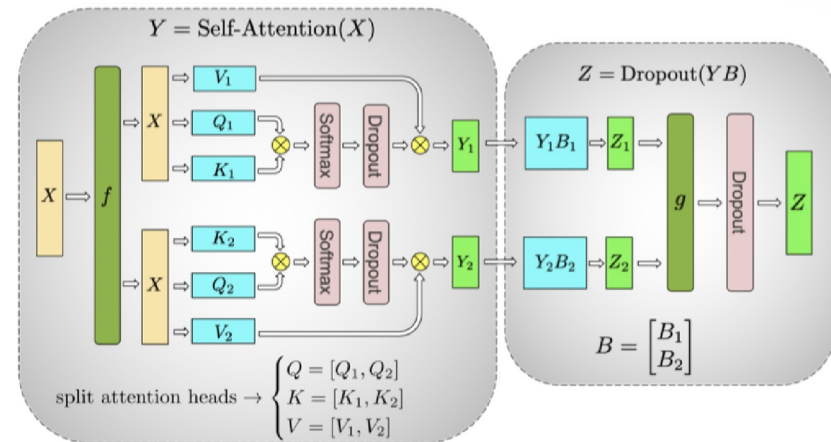 Y = Self-Attention(X)
X
f
X
V₁
Q₁
K₁
Softmax
Dropout
Y₁
X
K₂
Q₂
V₂
Softmax
Dropout
Y₂
split attention heads → { Q = [Q₁, Q₂]
K = [K₁, K₂]
V = [V₁, V₂]
Z = Dropout(YB)
Y₁B₁
Z₁
Y₂B₂
Z₂
g
Dropout
Z
B = [B₁
B₂]